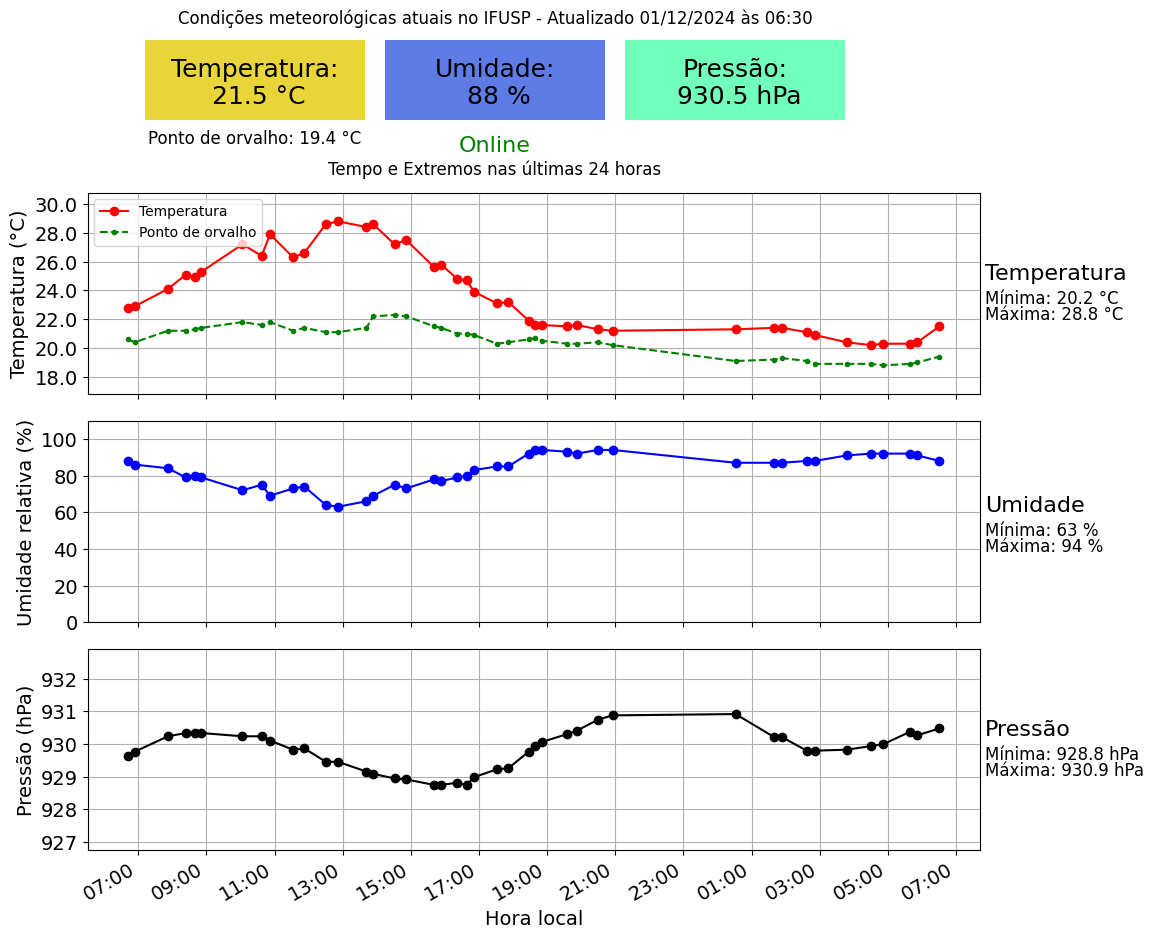 Condições meteorológicas atuais no IFUSP - Atualizado 01/12/2024 às 06:30
Temperatura:
21.5 °C
Umidade:
88 %
Pressão:
930.5 hPa
Ponto de orvalho: 19.4 °C
Online
Tempo e Extremos nas últimas 24 horas
Temperatura (°C)
30.0
28.0
26.0
24.0
22.0
20.0
18.0
Temperatura
Ponto de orvalho
Temperatura
Mínima: 20.2 °C
Máxima: 28.8 °C
Umidade relativa (%)
100
80
60
40
20
0
Umidade
Mínima: 63 %
Máxima: 94 %
Pressão (hPa)
932
931
930
929
928
927
Pressão
Mínima: 928.8 hPa
Máxima: 930.9 hPa
07:00 09:00 11:00 13:00 15:00 17:00 19:00 21:00 23:00 01:00 03:00 05:00 07:00
Hora local